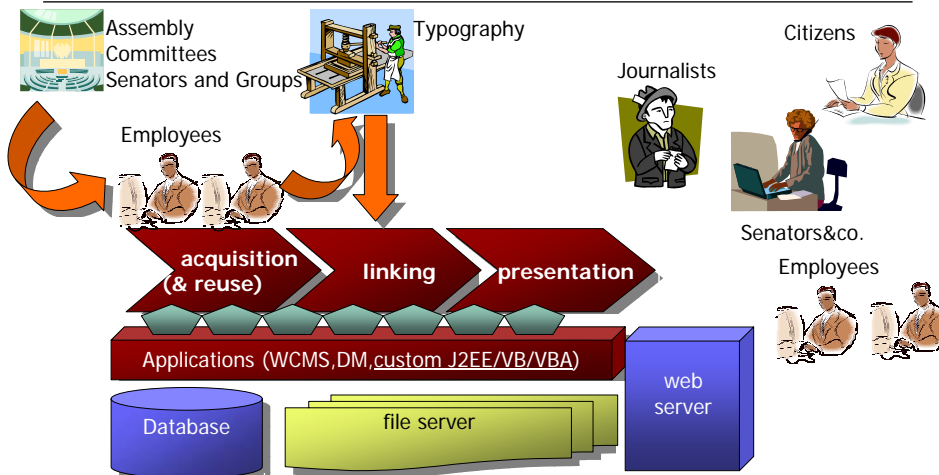 Assembly
Committees
Senators and Groups
Typography
Citizens
Journalists
Employees
Senators&co.
Employees
acquisition
(& reuse)
linking
presentation
Applications (WCMS,DM,custom J2EE/VB/VBA)
web
server
Database
file server